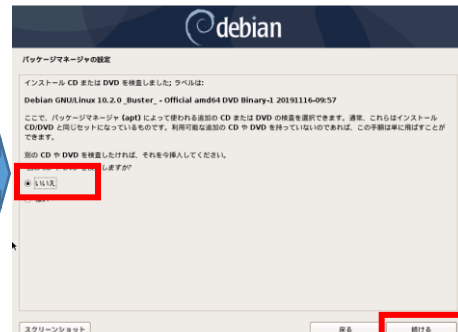 debian
パッケージマネージャの設定
インストール CD または DVD を検査しました; ラベルは:
Debian GNU/Linux 10.2.0 _Buster_ - Official amd64 DVD Binary-1 20191116-09:57
ここで、パッケージマネージャ (apt) によって使われる追加の CD または DVD の検査を選択できます。通常、これらはインストール
CD/DVD と同じセットになっているものです。利用可能な追加の CD や DVD を持っていないのであれば、この手順は単に飛ばすことが
できます。
別の CD や DVD を検査したければ、それを今挿入してください。
しますか?
いいえ
スクリーンショット
戻る
続ける